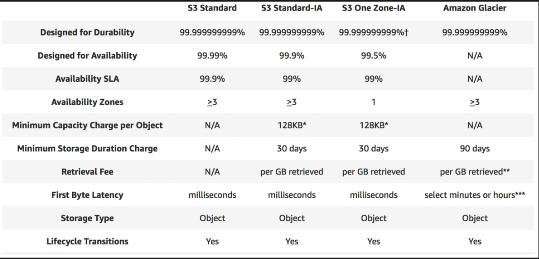 S3 Standard S3 Standard-IA S3 One Zone-IA Amazon Glacier
Designed for Durability 99.999999999% 99.999999999% 99.999999999%† 99.999999999%
Designed for Availability 99.99% 99.9% 99.5% N/A
Availability SLA 99.9% 99% 99% N/A
Availability Zones ≥3 ≥3 1 ≥3
Minimum Capacity Charge per Object N/A 128KB* 128KB* N/A
Minimum Storage Duration Charge N/A 30 days 30 days 90 days
Retrieval Fee N/A per GB retrieved per GB retrieved per GB retrieved**
First Byte Latency milliseconds milliseconds milliseconds select minutes or hours***
Storage Type Object Object Object Object
Lifecycle Transitions Yes Yes Yes Yes